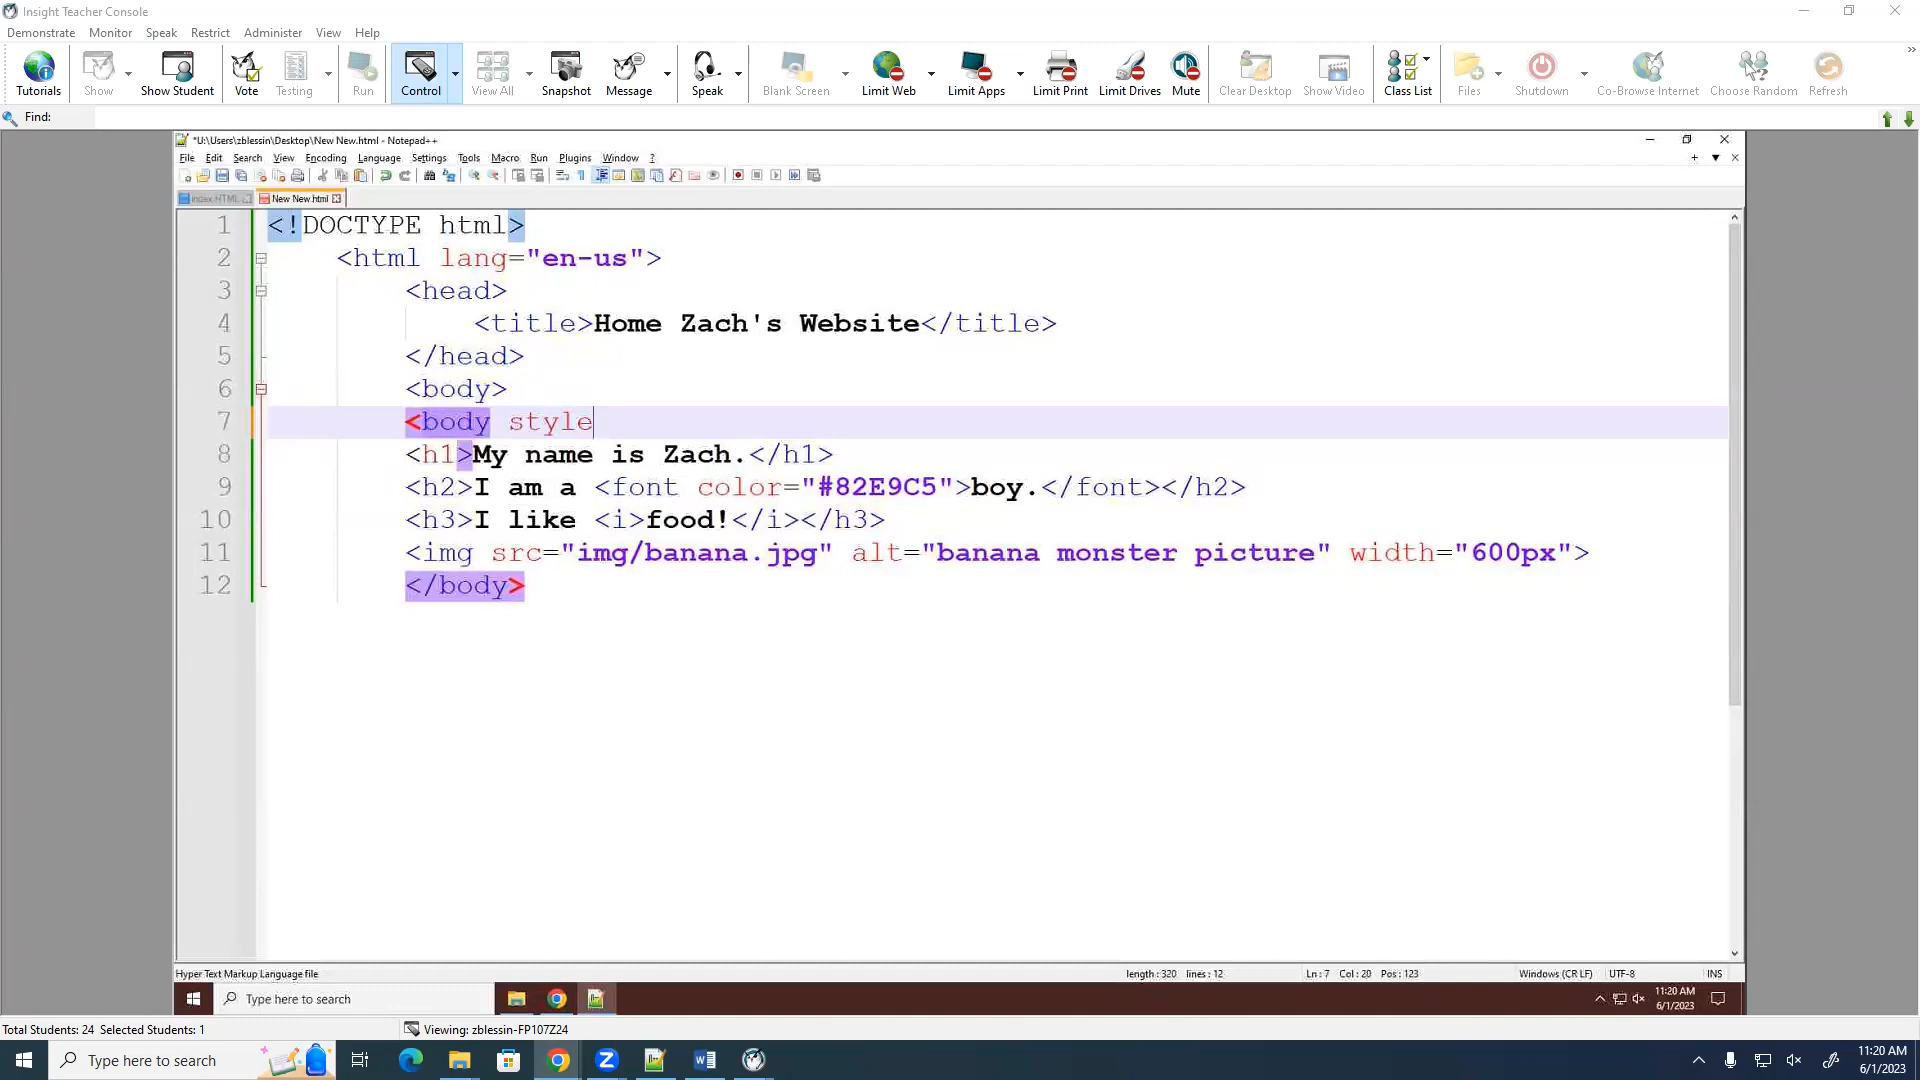 Insight Teacher Console
Demonstrate Monitor Speak Restrict Administer View Help
Tutorials Show Show Student Vote Testing Run Control View All Snapshot Message Speak Blank Screen Limit Web Limit Apps Limit Print Limit Drives Mute Clear Desktop Show Video Class List Files Shutdown Co-Browse Internet Choose Random Refresh
Find:
*U:\Users\zblessin\Desktop\New New.html - Notepad++
File Edit Search View Encoding Language Settings Tools Macro Run Plugins Window ?
index.HTML New New.html
1 <!DOCTYPE html>
2 <html lang="en-us">
3 <head>
4 <title>Home Zach's Website</title>
5 </head>
6 <body>
7 <body style
8 <h1>My name is Zach.</h1>
9 <h2>I am a <font color="#82E9C5">boy.</font></h2>
10 <h3>I like <i>food!</i></h3>
11 <img src="img/banana.jpg" alt="banana monster picture" width="600px">
12 </body>
Hyper Text Markup Language file length : 320 lines : 12 Ln : 7 Col : 20 Pos : 123 Windows (CR LF) UTF-8 INS
Type here to search 11:20 AM
6/1/2023
Total Students: 24 Selected Students: 1 Viewing: zblessin-FP107Z24
Type here to search 11:20 AM
6/1/2023